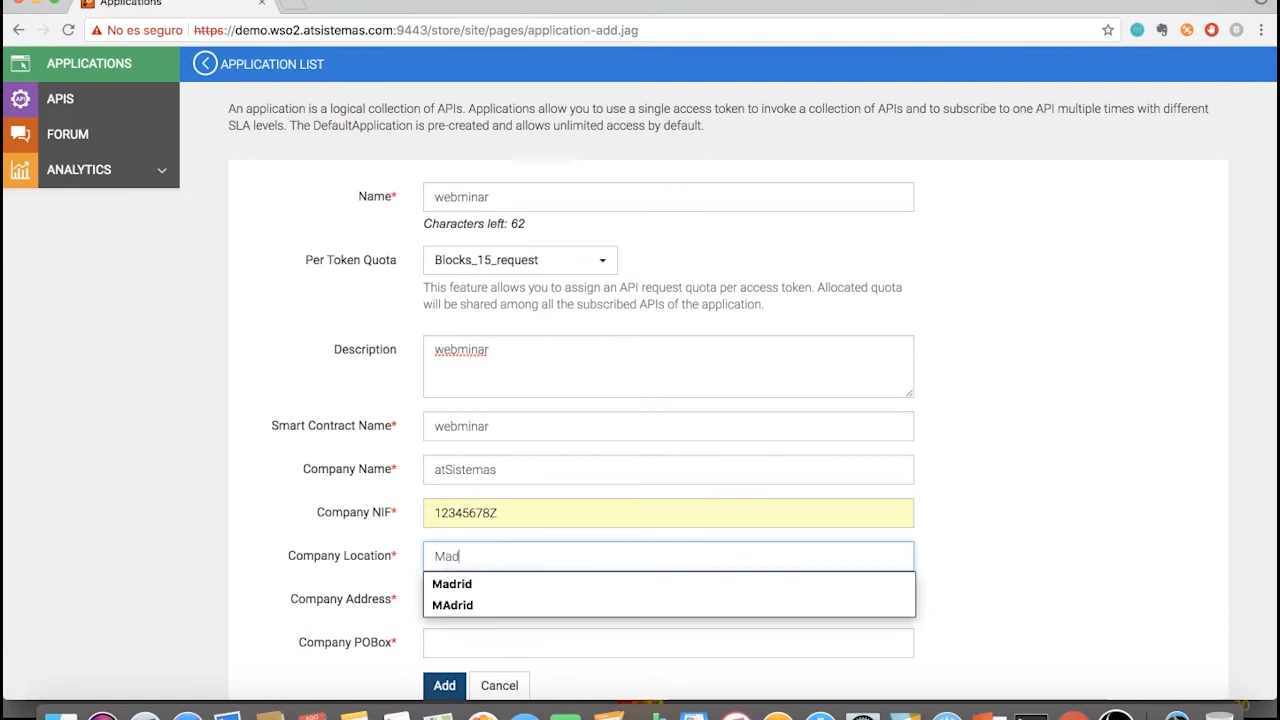 Applications
No es seguro https://demo.wso2.atsistemas.com:9443/store/site/pages/application-add.jag
APPLICATIONS
APPLICATION LIST
APIS
FORUM
ANALYTICS
An application is a logical collection of APIs. Applications allow you to use a single access token to invoke a collection of APIs and to subscribe to one API multiple times with different
SLA levels. The DefaultApplication is pre-created and allows unlimited access by default.
Name* webminar
Characters left: 62
Per Token Quota Blocks_15_request
This feature allows you to assign an API request quota per access token. Allocated quota
will be shared among all the subscribed APIs of the application.
Description webminar
Smart Contract Name* webminar
Company Name* atSistemas
Company NIF* 12345678Z
Company Location* Mad
Madrid
MAdrid
Company Address*
Company POBox*
Add Cancel